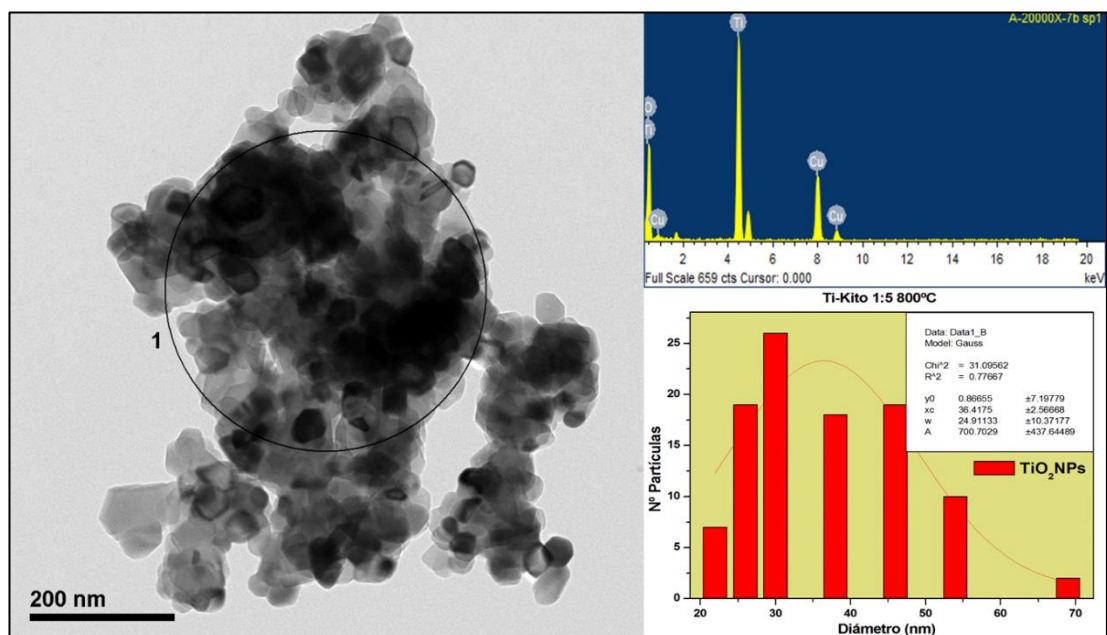 1
200 nm
A-20000X-7b sp1
Ti
O
Ti
Cu
Cu
Cu
2 4 6 8 10 12 14 16 18 20
Full Scale 659 cts Cursor: 0.000 keV
Ti-Kito 1:5 800ºC
Data: Data1_B
Model: Gauss
Chi^2 = 31.09562
R^2 = 0.77667
y0 0.86655 ±7.19779
xc 36.4175 ±2.56668
w 24.91133 ±10.37177
A 700.7029 ±437.64489
TiO₂NPs
Nº Partículas
25
20
15
10
5
0
20 30 40 50 60 70
Diámetro (nm)